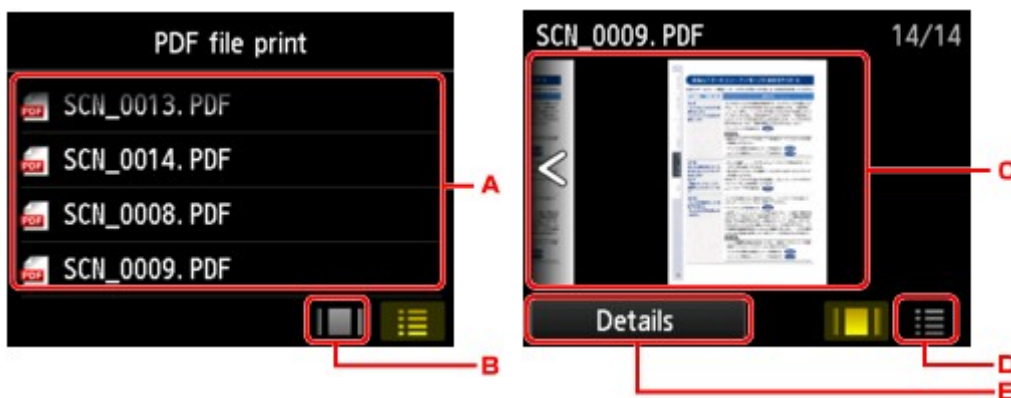 PDF file print
SCN_0013.PDF
SCN_0014.PDF
SCN_0008.PDF
SCN_0009.PDF
A
B
SCN_0009.PDF 14/14
C
Details
D
E